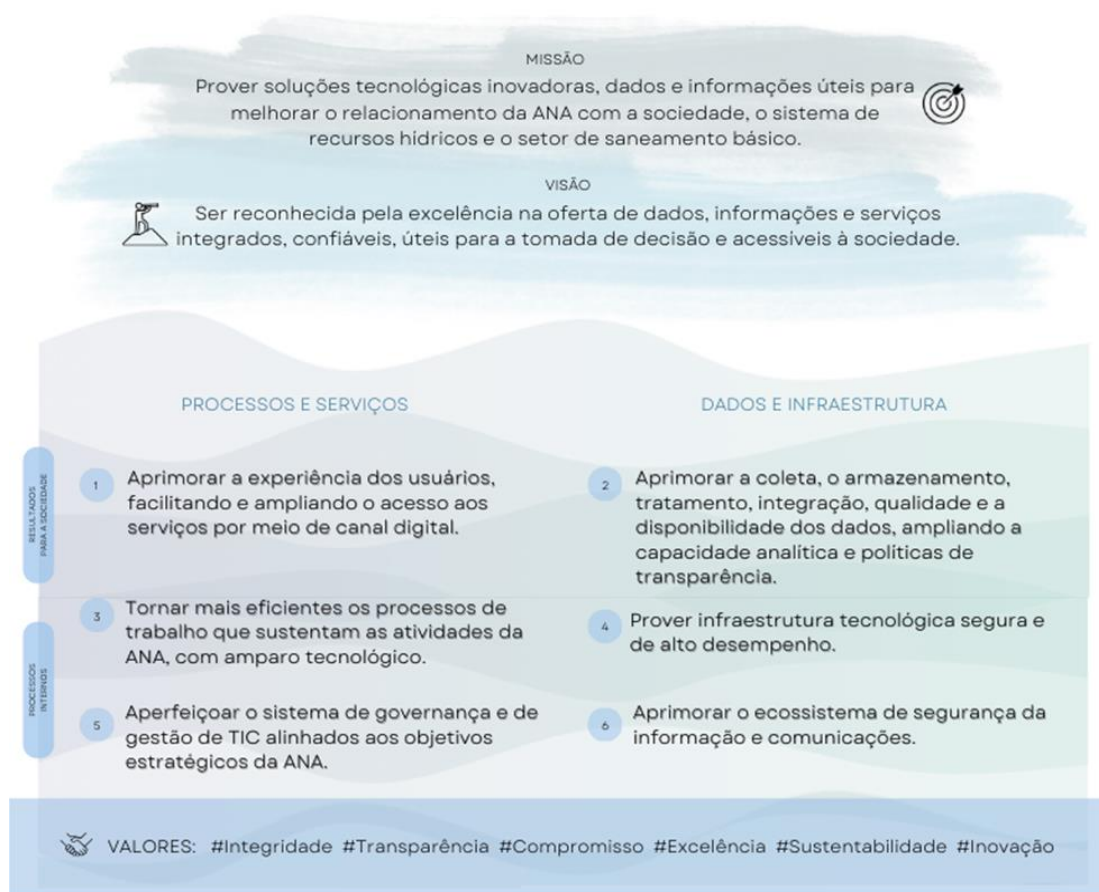 MISSÃO
Prover soluções tecnológicas inovadoras, dados e informações úteis para
melhorar o relacionamento da ANA com a sociedade, o sistema de
recursos hídricos e o setor de saneamento básico.
VISÃO
Ser reconhecida pela excelência na oferta de dados, informações e serviços
integrados, confiáveis, úteis para a tomada de decisão e acessíveis à sociedade.
PROCESSOS E SERVIÇOS
DADOS E INFRAESTRUTURA
RESULTADOS
PARA A SOCIEDADE
1
Aprimorar a experiência dos usuários,
facilitando e ampliando o acesso aos
serviços por meio de canal digital.
2
Aprimorar a coleta, o armazenamento,
tratamento, integração, qualidade e a
disponibilidade dos dados, ampliando a
capacidade analítica e políticas de
transparência.
PROCESSOS
INTERNOS
3
Tornar mais eficientes os processos de
trabalho que sustentam as atividades da
ANA, com amparo tecnológico.
4
Prover infraestrutura tecnológica segura e
de alto desempenho.
5
Aperfeiçoar o sistema de governança e de
gestão de TIC alinhados aos objetivos
estratégicos da ANA.
6
Aprimorar o ecossistema de segurança da
informação e comunicações.
VALORES: #Integridade #Transparência #Compromisso #Excelência #Sustentabilidade #Inovação